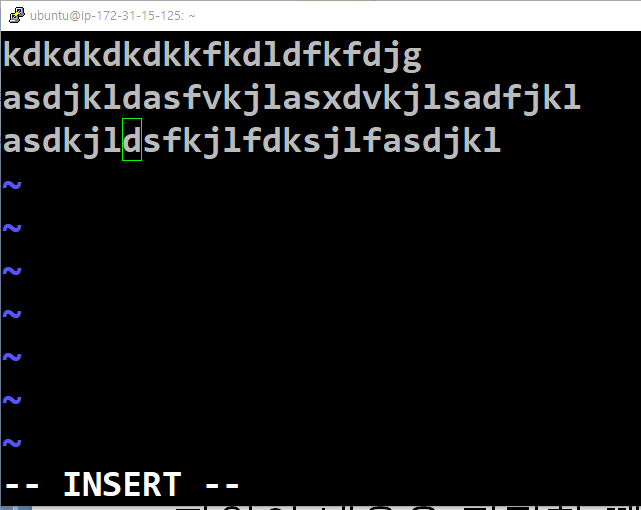 ubuntu@ip-172-31-15-125: ~
kdkdkdkdkkfkdldfkfdjg
asdjkldasfvkjlasxdvkjlsadfjkl
asdkjldsfkjlfdksjlfasdjkl
~
~
~
~
~
~
~
-- INSERT --